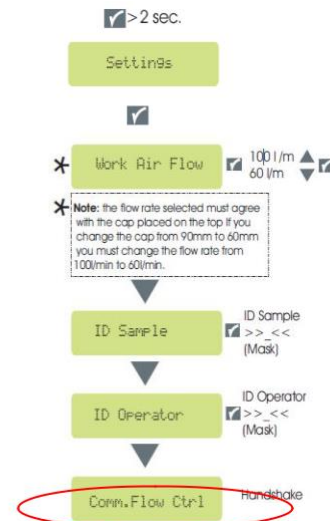 >2 sec.
Settings
Work Air Flow
100 l/m
60 l/m
Note: the flow rate selected must agree
with the cap placed on the top If you
change the cap from 90mm to 60mm
you must change the flow rate from
100l/min to 60l/min.
ID Sample
ID Sample
>>_<<
(Mask)
ID Operator
ID Operator
>>_<<
(Mask)
Comm.Flow Ctrl
Handshake